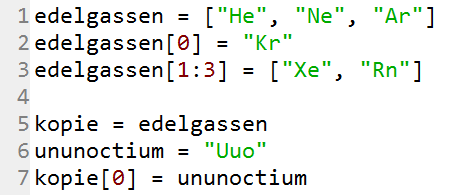 1 edelgassen = ["He", "Ne", "Ar"]
2 edelgassen[0] = "Kr"
3 edelgassen[1:3] = ["Xe", "Rn"]
4
5 kopie = edelgassen
6 ununoctium = "Uuo"
7 kopie[0] = ununoctium